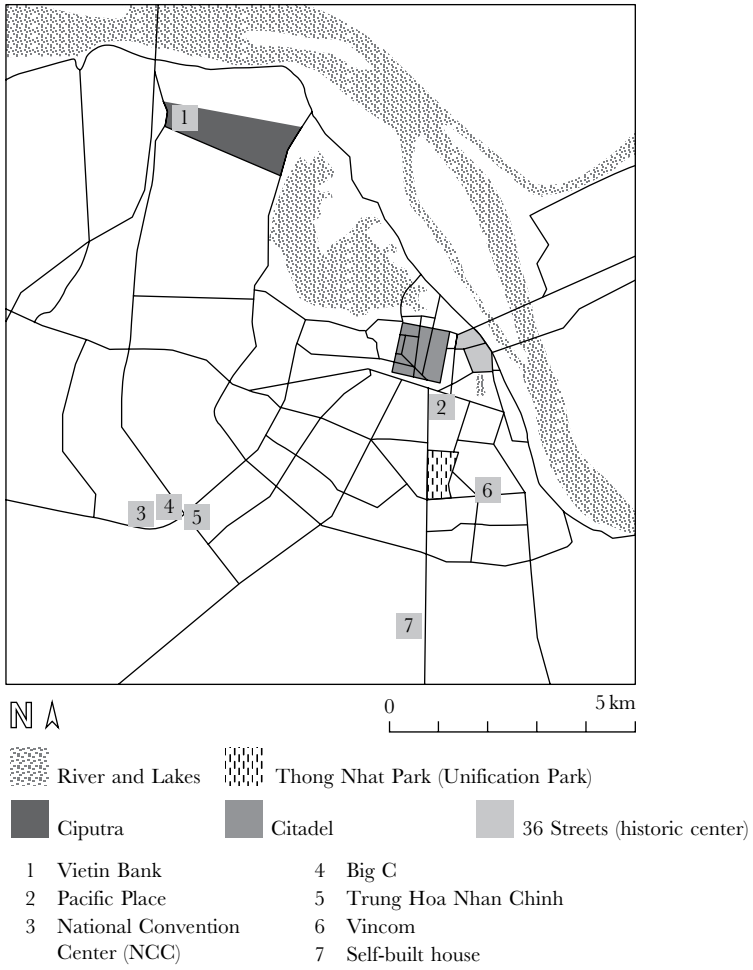 1
2
3
4
5
6
7
N
0
5 km
River and Lakes
Thong Nhat Park (Unification Park)
Ciputra
Citadel
36 Streets (historic center)
1 Vietin Bank
2 Pacific Place
3 National Convention
Center (NCC)
4 Big C
5 Trung Hoa Nhan Chinh
6 Vincom
7 Self-built house